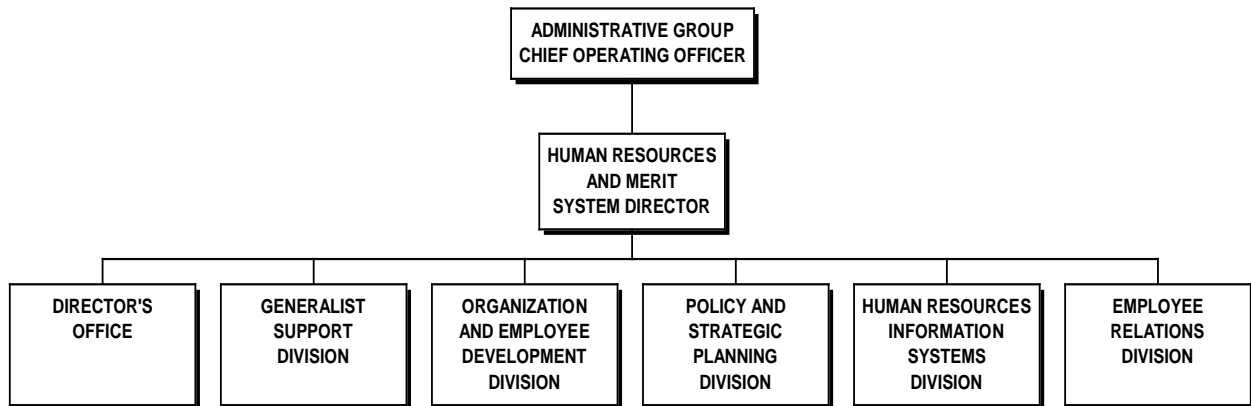 ADMINISTRATIVE GROUP
CHIEF OPERATING OFFICER
HUMAN RESOURCES
AND MERIT
SYSTEM DIRECTOR
DIRECTOR'S
OFFICE
GENERALIST
SUPPORT
DIVISION
ORGANIZATION
AND EMPLOYEE
DEVELOPMENT
DIVISION
POLICY AND
STRATEGIC
PLANNING
DIVISION
HUMAN RESOURCES
INFORMATION
SYSTEMS
DIVISION
EMPLOYEE
RELATIONS
DIVISION